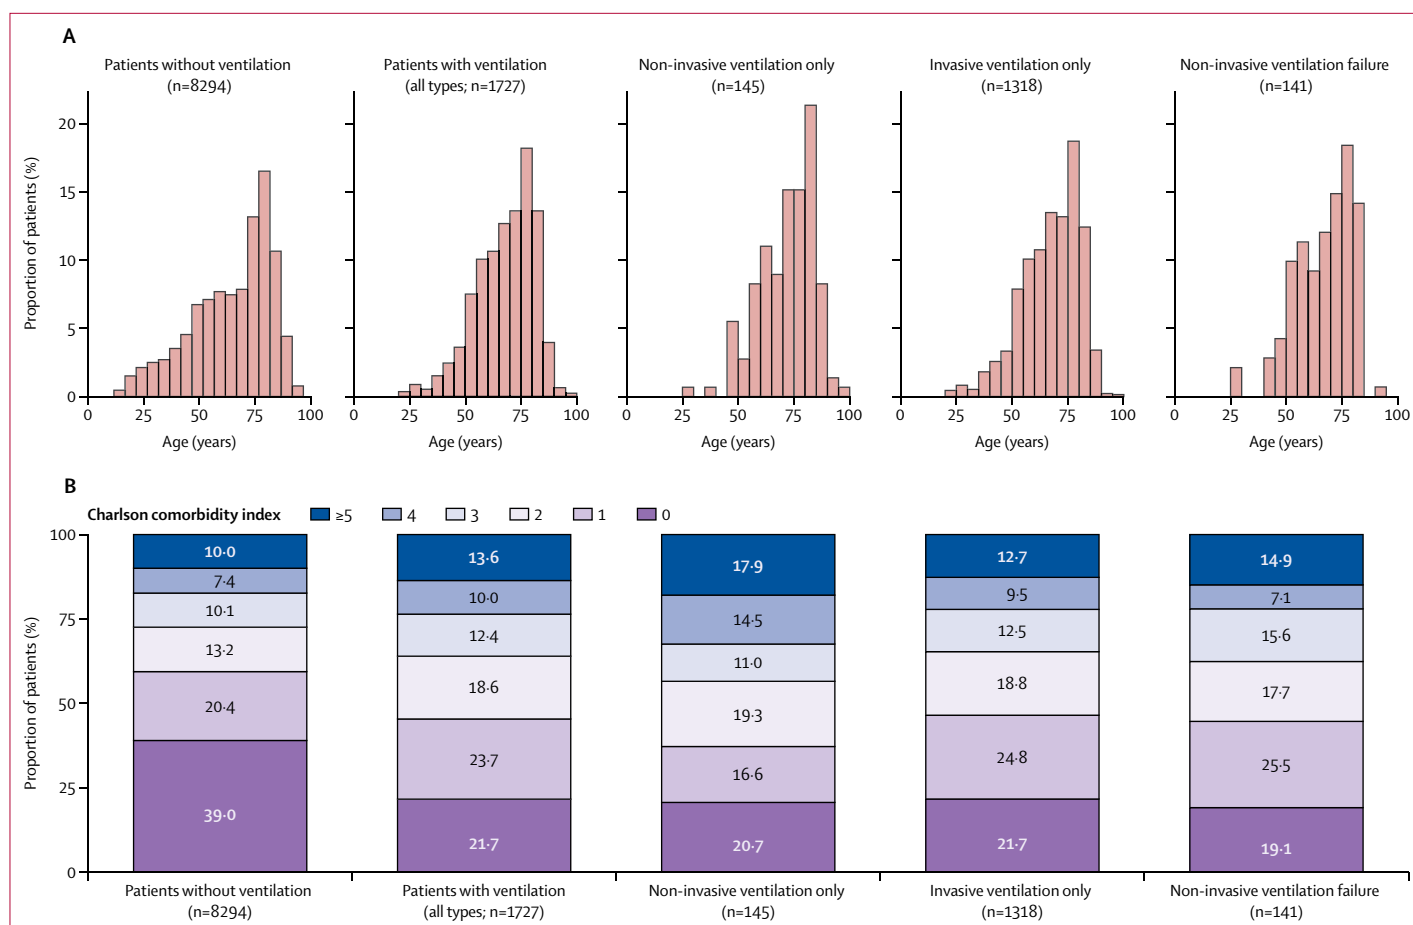 A
Patients without ventilation
(n=8294)
Patients with ventilation
(all types; n=1727)
Non-invasive ventilation only
(n=145)
Invasive ventilation only
(n=1318)
Non-invasive ventilation failure
(n=141)
Proportion of patients (%)
20
15
10
5
0
0 25 50 75 100
0 25 50 75 100
0 25 50 75 100
0 25 50 75 100
0 25 50 75 100
Age (years)
Age (years)
Age (years)
Age (years)
Age (years)
B
Charlson comorbidity index ≥5 4 3 2 1 0
Proportion of patients (%)
100
75
50
25
0
10·0
7·4
10·1
13·2
20·4
39·0
13·6
10·0
12·4
18·6
23·7
21·7
17·9
14·5
11·0
19·3
16·6
20·7
12·7
9·5
12·5
18·8
24·8
21·7
14·9
7·1
15·6
17·7
25·5
19·1
Patients without ventilation
(n=8294)
Patients with ventilation
(all types; n=1727)
Non-invasive ventilation only
(n=145)
Invasive ventilation only
(n=1318)
Non-invasive ventilation failure
(n=141)